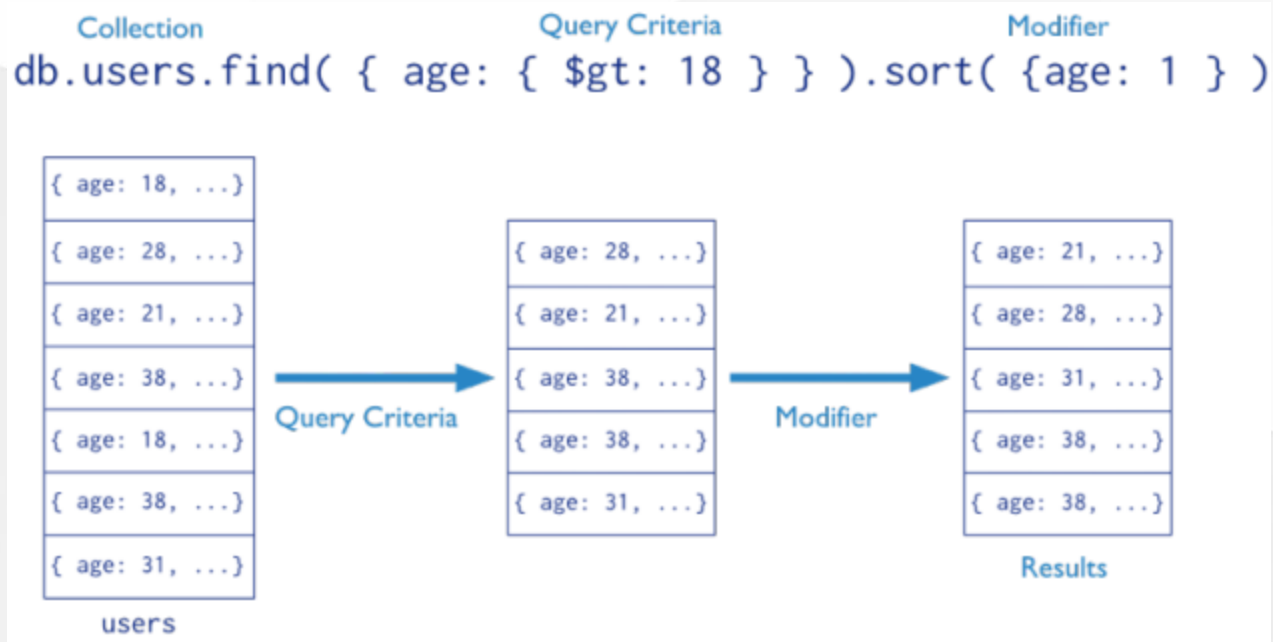 Collection Query Criteria Modifier
db.users.find( { age: { $gt: 18 } } ).sort( {age: 1 } )
{ age: 18, ...}
{ age: 28, ...}
{ age: 21, ...}
{ age: 38, ...}
{ age: 18, ...}
{ age: 38, ...}
{ age: 31, ...}
users
Query Criteria
{ age: 28, ...}
{ age: 21, ...}
{ age: 38, ...}
{ age: 38, ...}
{ age: 31, ...}
Modifier
{ age: 21, ...}
{ age: 28, ...}
{ age: 31, ...}
{ age: 38, ...}
{ age: 38, ...}
Results